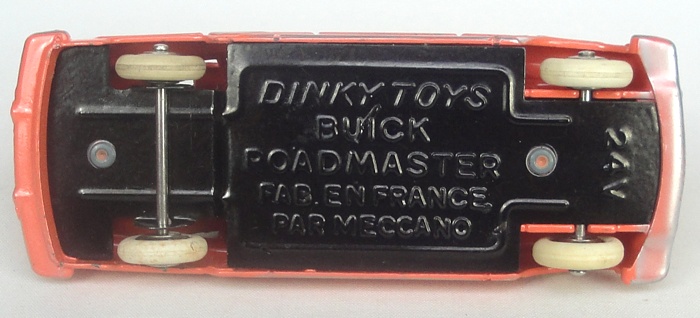 DINKY TOYS
BUICK
ROADMASTER
FAB. EN FRANCE
PAR MECCANO
24V